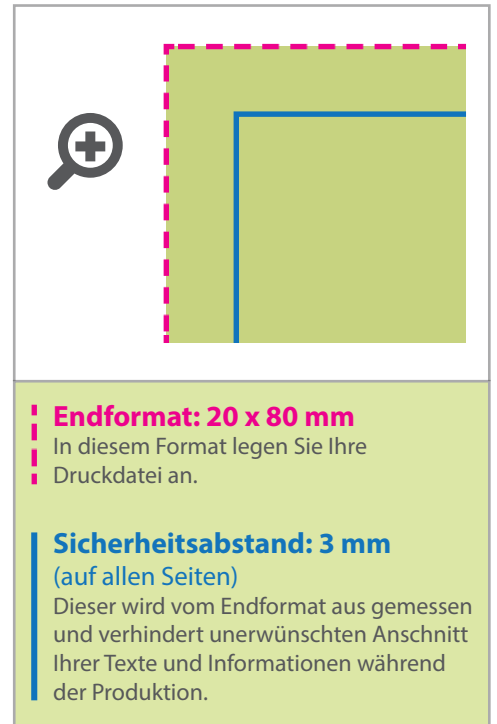 Endformat: 20 x 80 mm
In diesem Format legen Sie Ihre
Druckdatei an.
Sicherheitsabstand: 3 mm
(auf allen Seiten)
Dieser wird vom Endformat aus gemessen
und verhindert unerwünschten Anschnitt
Ihrer Texte und Informationen während
der Produktion.